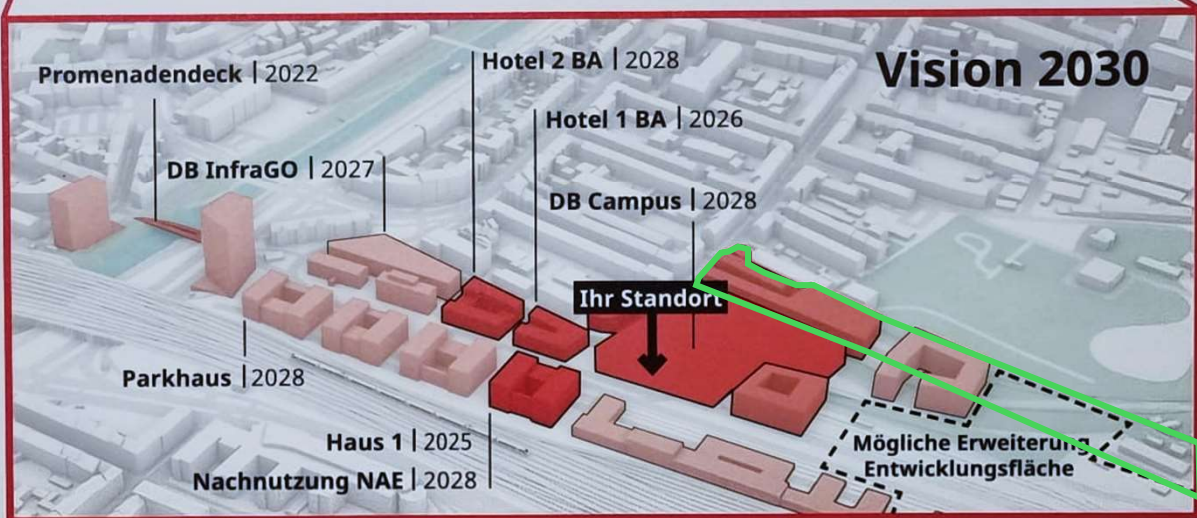 Vision 2030
Promenadendeck | 2022
Hotel 2 BA | 2028
Hotel 1 BA | 2026
DB InfraGO | 2027
DB Campus | 2028
Ihr Standort
Parkhaus | 2028
Haus 1 | 2025
Nachnutzung NAE | 2028
Mögliche Erweiterung
Entwicklungsfläche